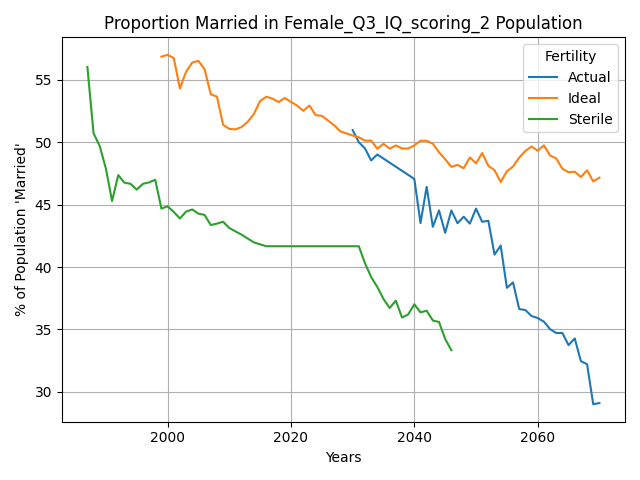 Proportion Married in Female_Q3_IQ_scoring_2 Population
Fertility
Actual
Ideal
Sterile
% of Population 'Married'
55
50
45
40
35
30
2000
2020
2040
2060
Years